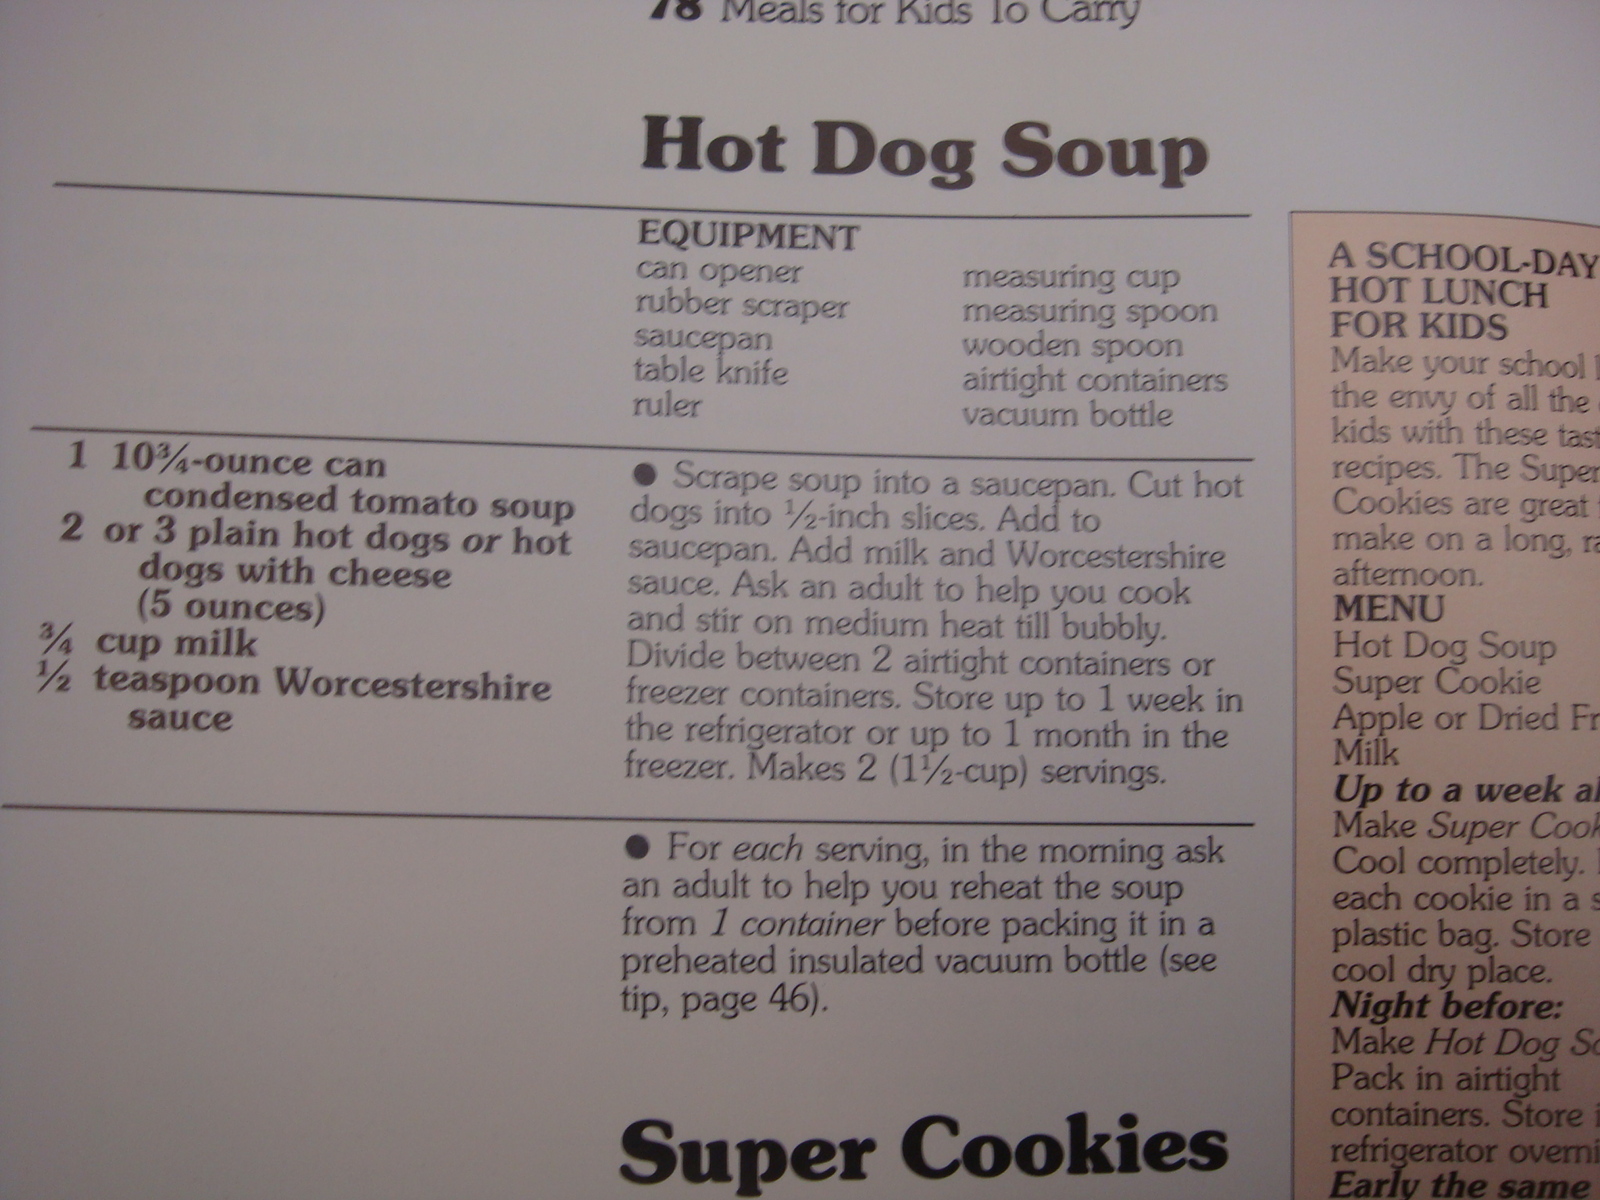 78 Meals for Kids To Carry
Hot Dog Soup
EQUIPMENT
can opener
rubber scraper
saucepan
table knife
ruler
measuring cup
measuring spoon
wooden spoon
airtight containers
vacuum bottle
1 10¾-ounce can
condensed tomato soup
2 or 3 plain hot dogs or hot
dogs with cheese
(5 ounces)
¾ cup milk
½ teaspoon Worcestershire
sauce
● Scrape soup into a saucepan. Cut hot
dogs into ½-inch slices. Add to
saucepan. Add milk and Worcestershire
sauce. Ask an adult to help you cook
and stir on medium heat till bubbly.
Divide between 2 airtight containers or
freezer containers. Store up to 1 week in
the refrigerator or up to 1 month in the
freezer. Makes 2 (1½-cup) servings.
● For each serving, in the morning ask
an adult to help you reheat the soup
from 1 container before packing it in a
preheated insulated vacuum bottle (see
tip, page 46).
Super Cookies
A SCHOOL-DAY
HOT LUNCH
FOR KIDS
Make your school
the envy of all the
kids with these
recipes. The Super
Cookies are great
make on a long,
afternoon.
MENU
Hot Dog Soup
Super Cookie
Apple or Dried
Milk
Up to a week
Make Super
Cool completely.
each cookie in a
plastic bag. Store
cool dry place.
Night before:
Make Hot Dog
Pack in airtight
containers. Store
refrigerator
Early the same